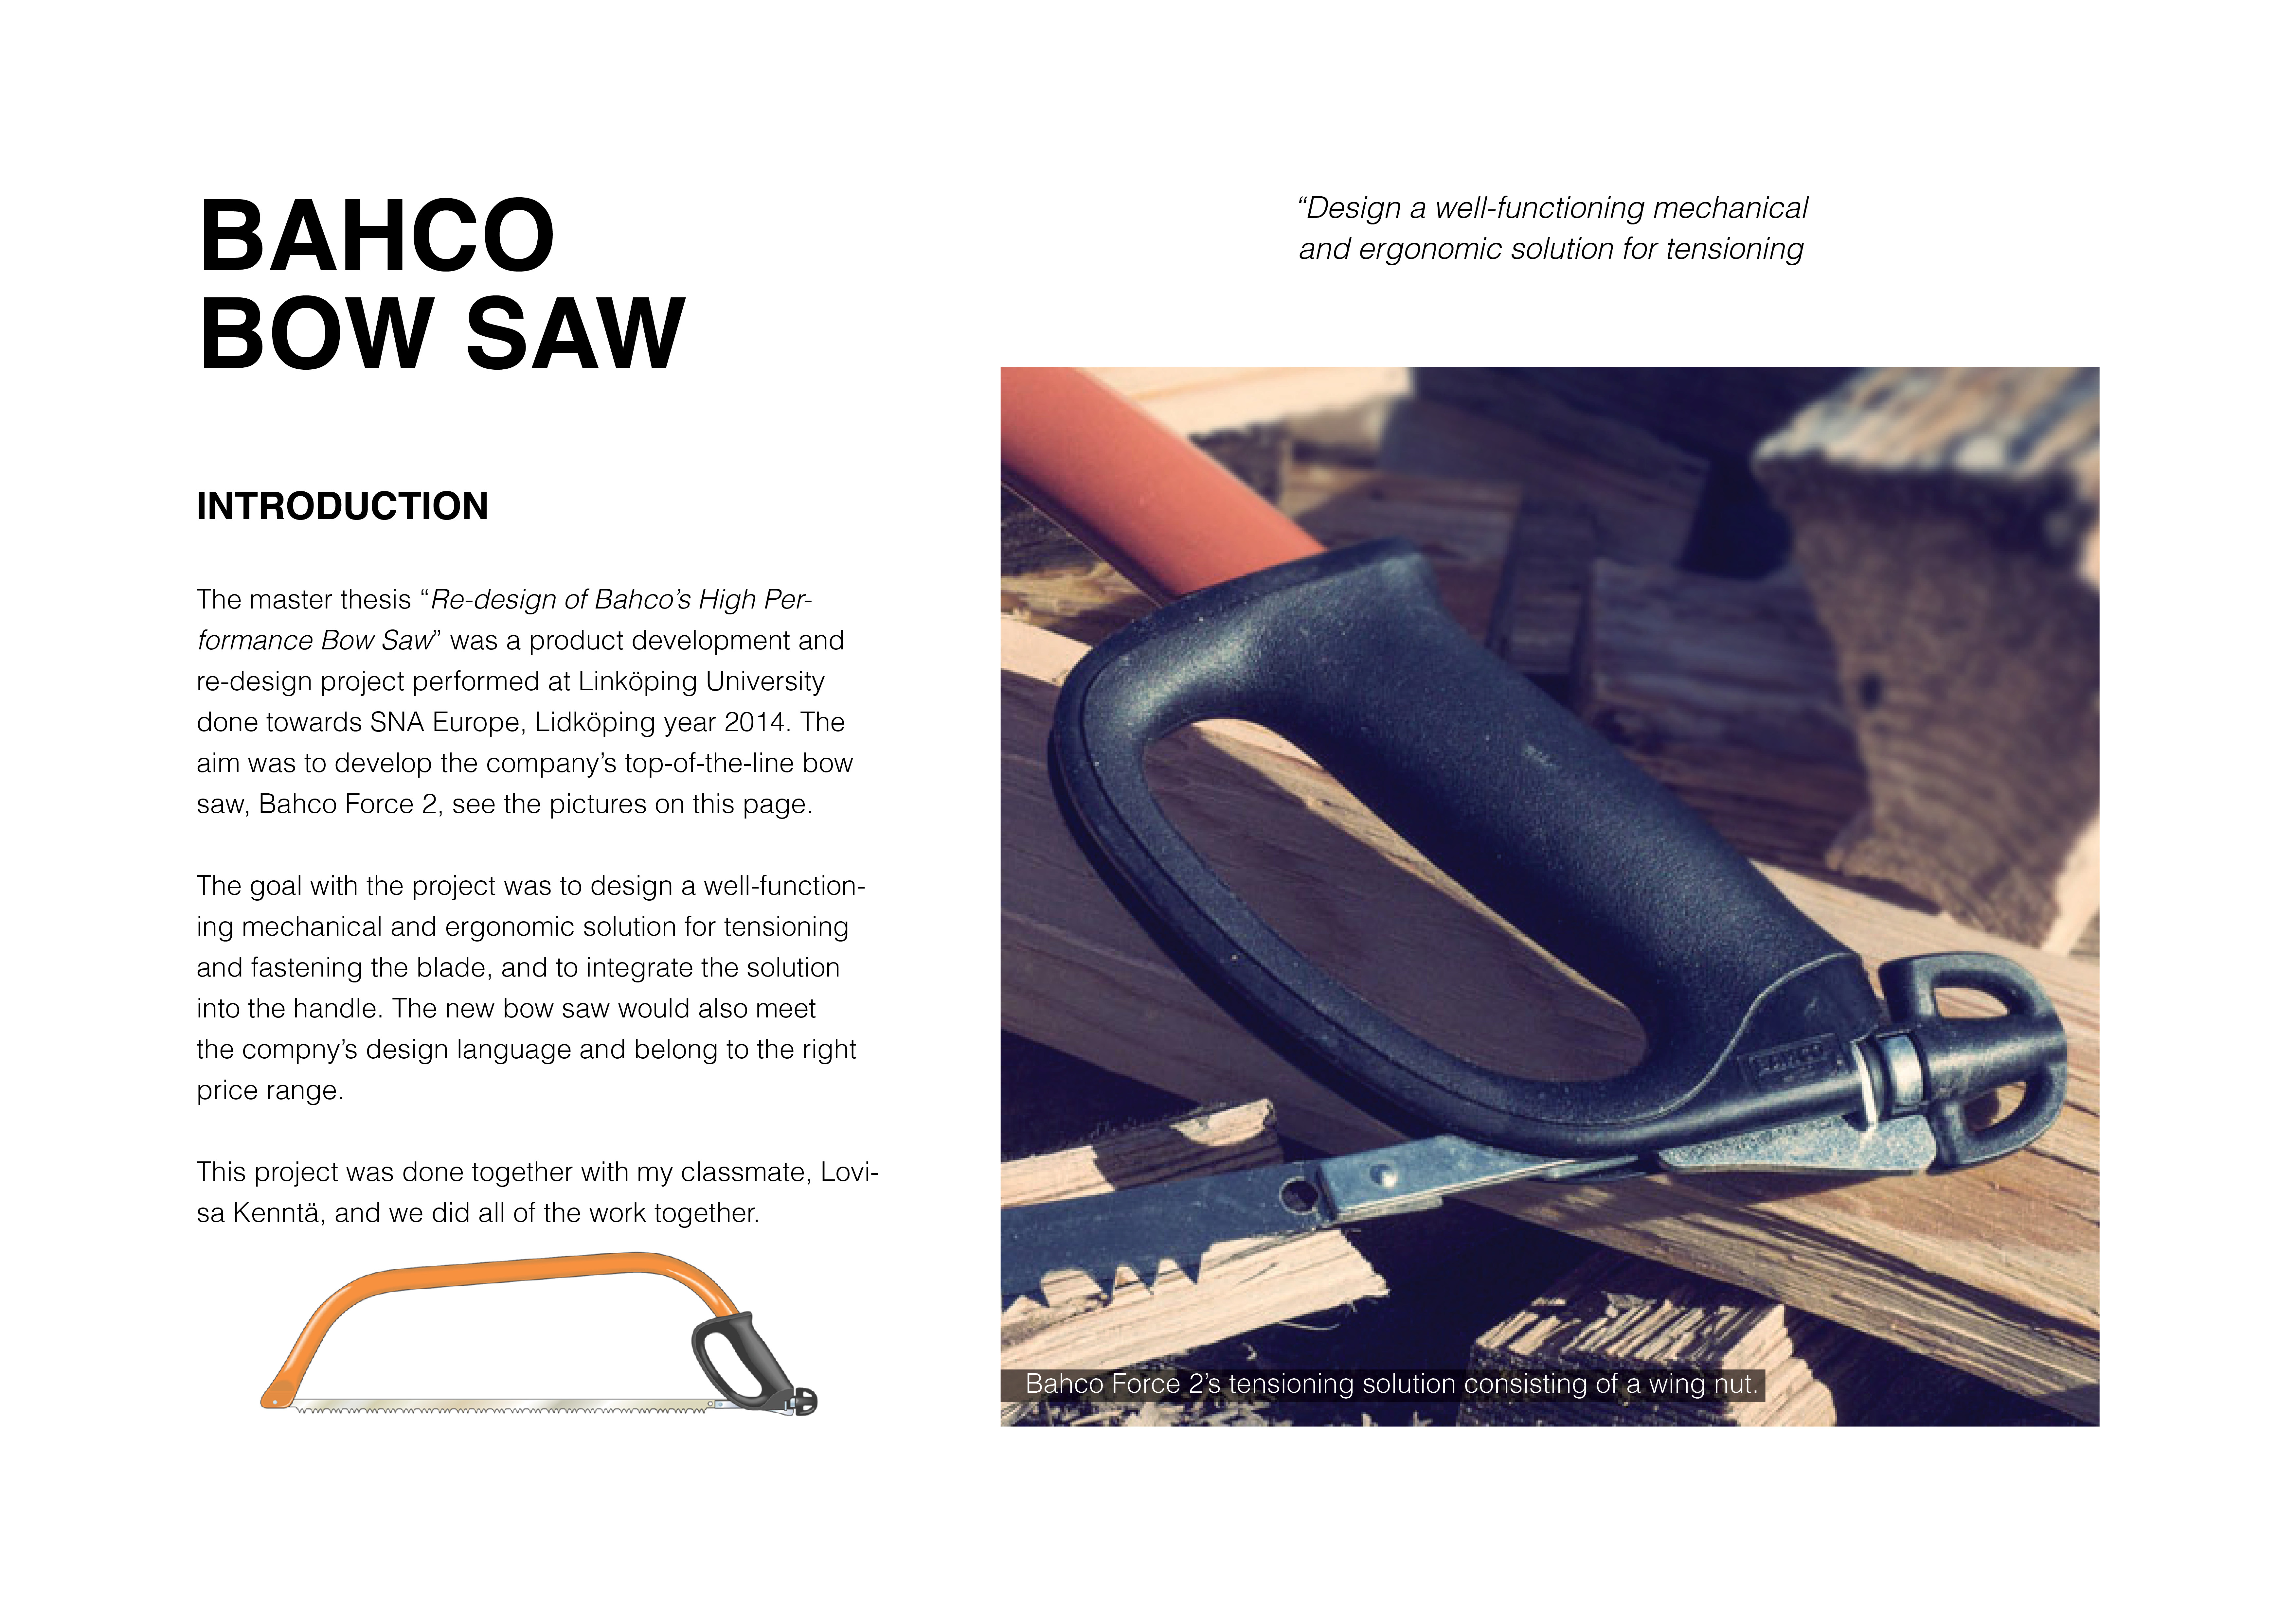 BAHCO
BOW SAW
INTRODUCTION
The master thesis “Re-design of Bahco’s High Per-
formance Bow Saw” was a product development and
re-design project performed at Linköping University
done towards SNA Europe, Lidköping year 2014. The
aim was to develop the company’s top-of-the-line bow
saw, Bahco Force 2, see the pictures on this page.
The goal with the project was to design a well-function-
ing mechanical and ergonomic solution for tensioning
and fastening the blade, and to integrate the solution
into the handle. The new bow saw would also meet
the compny’s design language and belong to the right
price range.
This project was done together with my classmate, Lovi-
sa Kenntä, and we did all of the work together.
“Design a well-functioning mechanical
and ergonomic solution for tensioning
BAHCO
Bahco Force 2’s tensioning solution consisting of a wing nut.